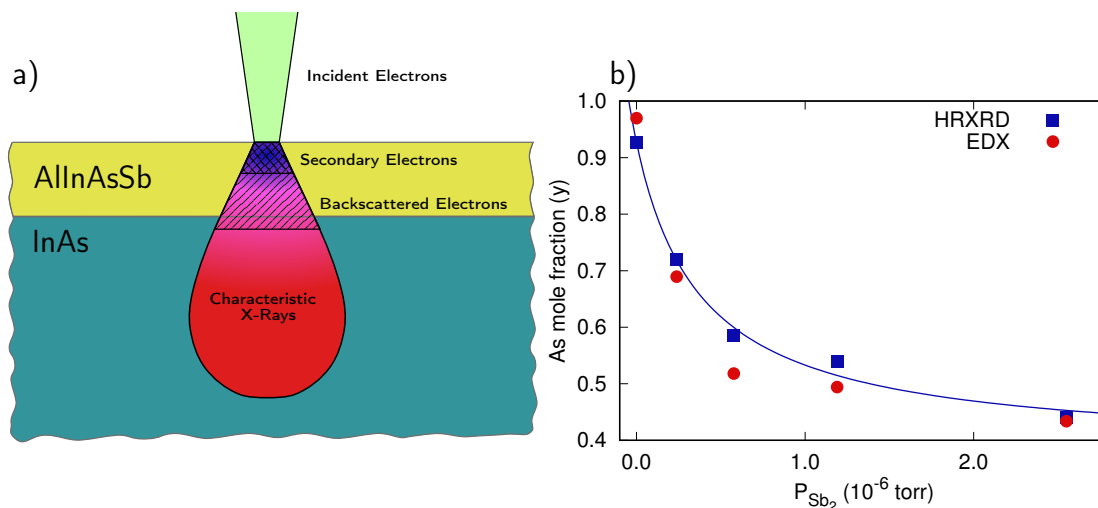 a)
Incident Electrons
AlInAsSb
Secondary Electrons
Backscattered Electrons
InAs
Characteristic
X-Rays
b)
As mole fraction (y)
1.0
0.9
0.8
0.7
0.6
0.5
0.4
HRXRD
EDX
0.0
1.0
2.0
P_Sb₂ (10⁻⁶ torr)